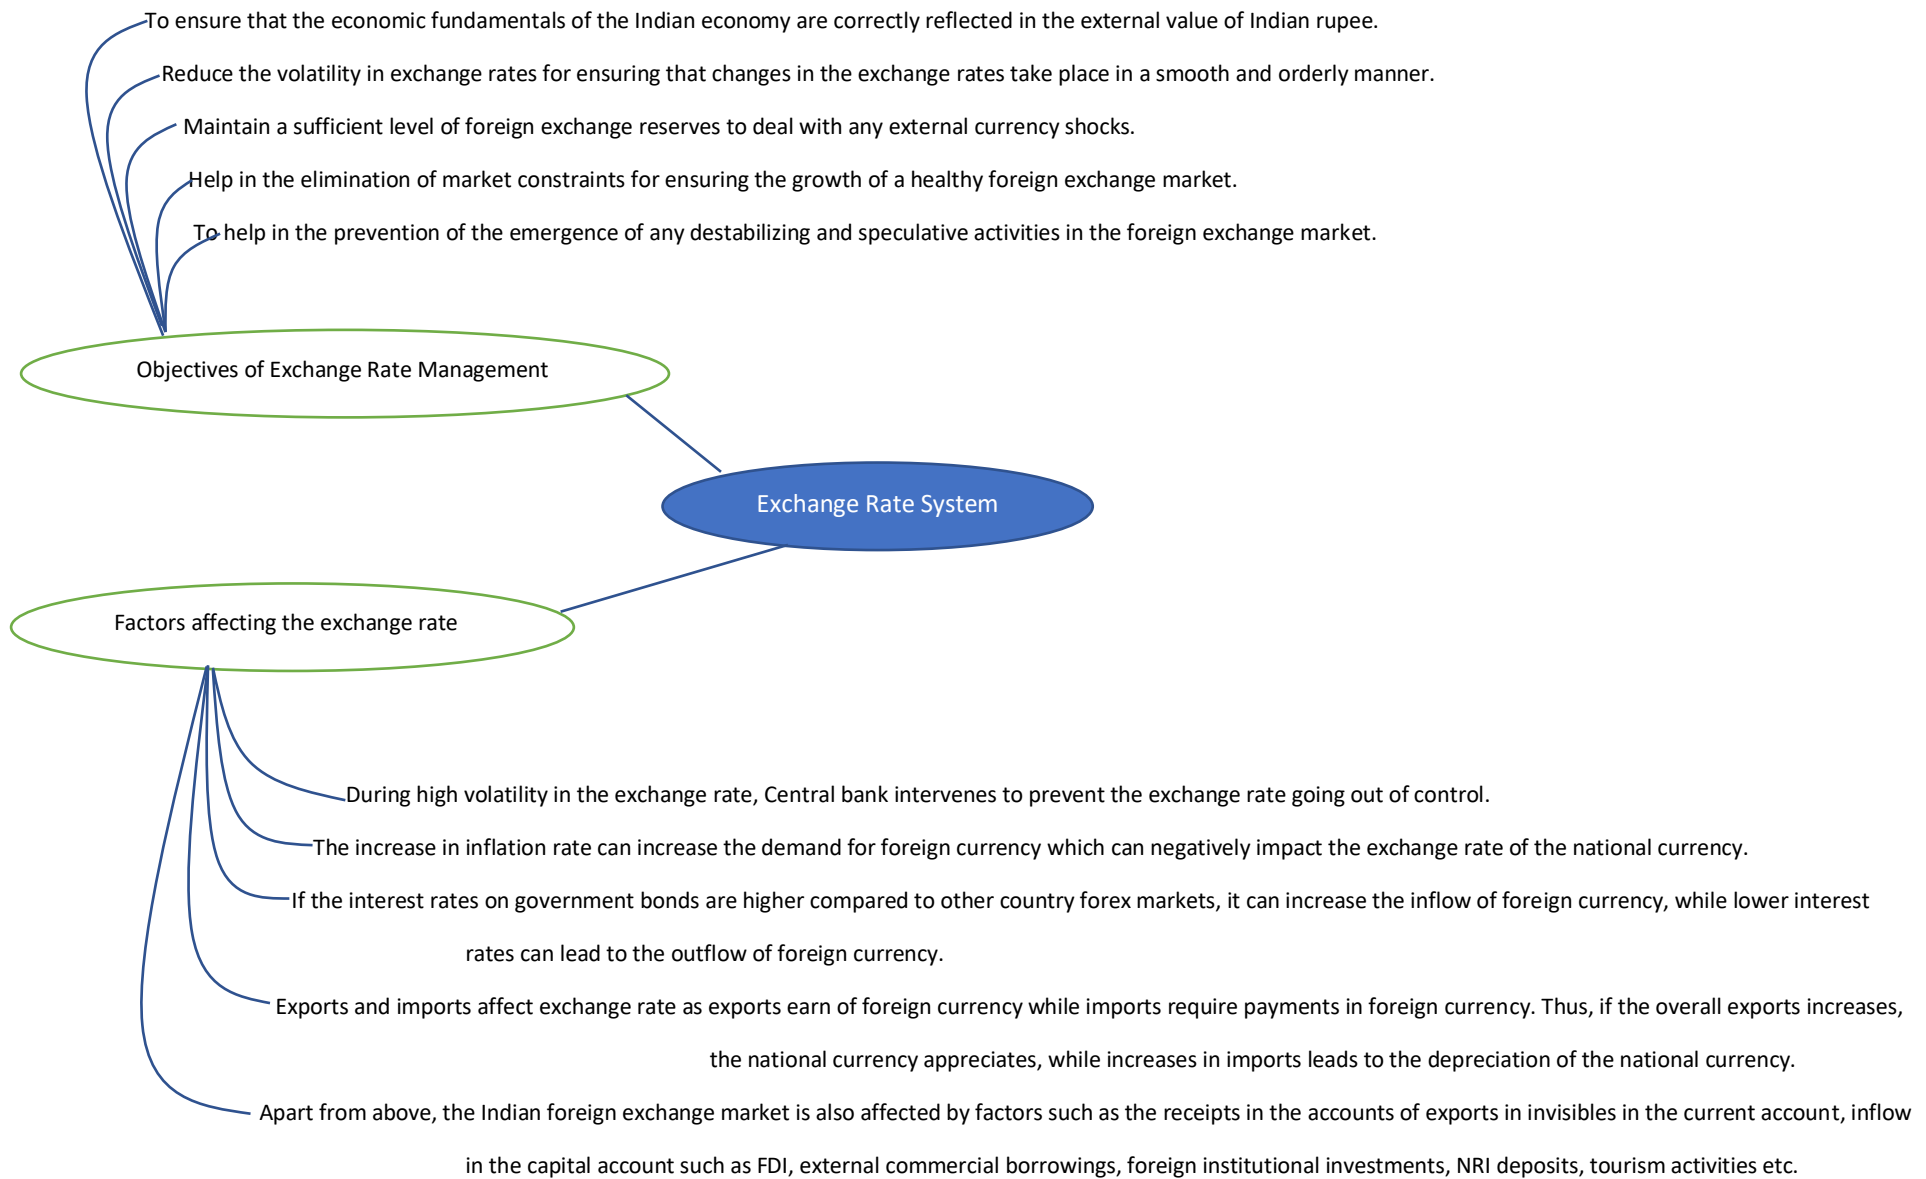 To ensure that the economic fundamentals of the Indian economy are correctly reflected in the external value of Indian rupee.
Reduce the volatility in exchange rates for ensuring that changes in the exchange rates take place in a smooth and orderly manner.
Maintain a sufficient level of foreign exchange reserves to deal with any external currency shocks.
Help in the elimination of market constraints for ensuring the growth of a healthy foreign exchange market.
To help in the prevention of the emergence of any destabilizing and speculative activities in the foreign exchange market.
Objectives of Exchange Rate Management
Exchange Rate System
Factors affecting the exchange rate
During high volatility in the exchange rate, Central bank intervenes to prevent the exchange rate going out of control.
The increase in inflation rate can increase the demand for foreign currency which can negatively impact the exchange rate of the national currency.
If the interest rates on government bonds are higher compared to other country forex markets, it can increase the inflow of foreign currency, while lower interest
rates can lead to the outflow of foreign currency.
Exports and imports affect exchange rate as exports earn of foreign currency while imports require payments in foreign currency. Thus, if the overall exports increases,
the national currency appreciates, while increases in imports leads to the depreciation of the national currency.
Apart from above, the Indian foreign exchange market is also affected by factors such as the receipts in the accounts of exports in invisibles in the current account, inflow
in the capital account such as FDI, external commercial borrowings, foreign institutional investments, NRI deposits, tourism activities etc.